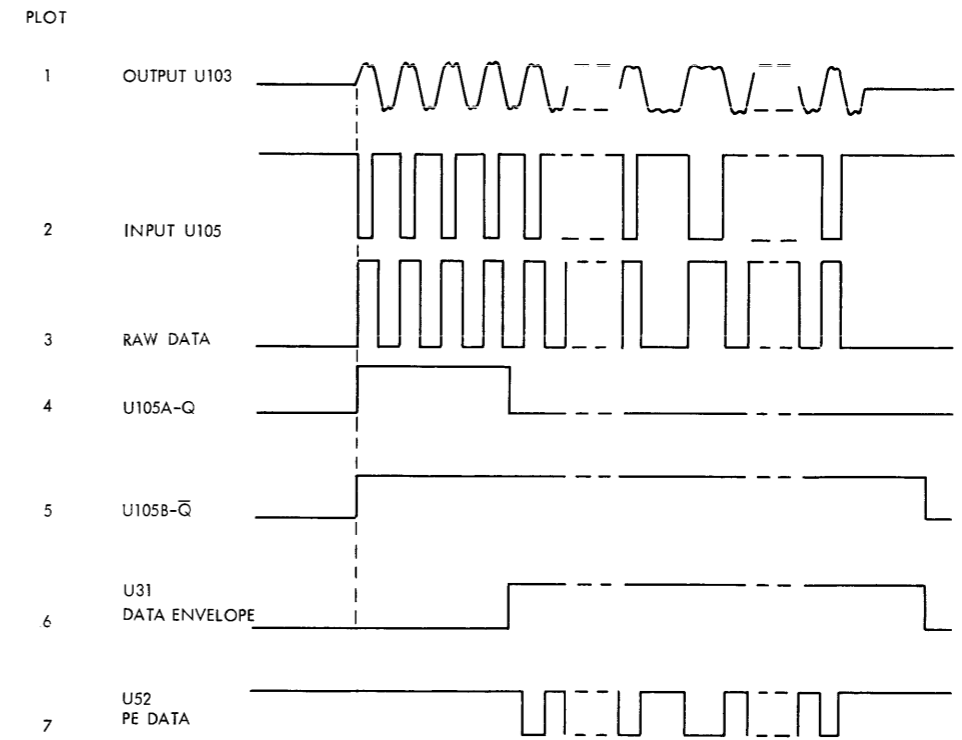 PLOT
1 OUTPUT U103
2 INPUT U105
3 RAW DATA
4 U105A-Q
5 U105B-Q̅
U31
6 DATA ENVELOPE
U52
7 PE DATA